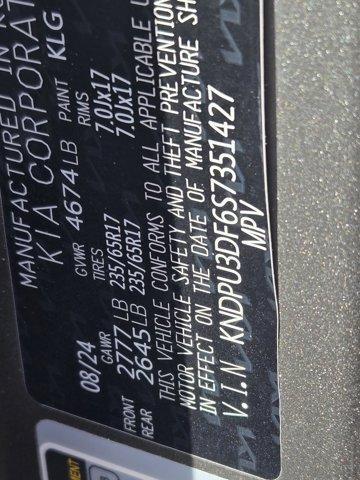 MANUFACTURED IN
KIA CORPORAT
08/24 GVWR 4674LB PAINT KLG
GAWR TIRES RIMS
FRONT 2777LB 235/65R17 7.0Jx17
REAR 2645LB 235/65R17 7.0Jx17
THIS VEHICLE CONFORMS TO ALL APPLICABLE
MOTOR VEHICLE SAFETY AND THEFT PREVENTION
IN EFFECT ON THE DATE OF MANUFACTURE SH
V.I.N KNDPU3DF6S7351427
MPV